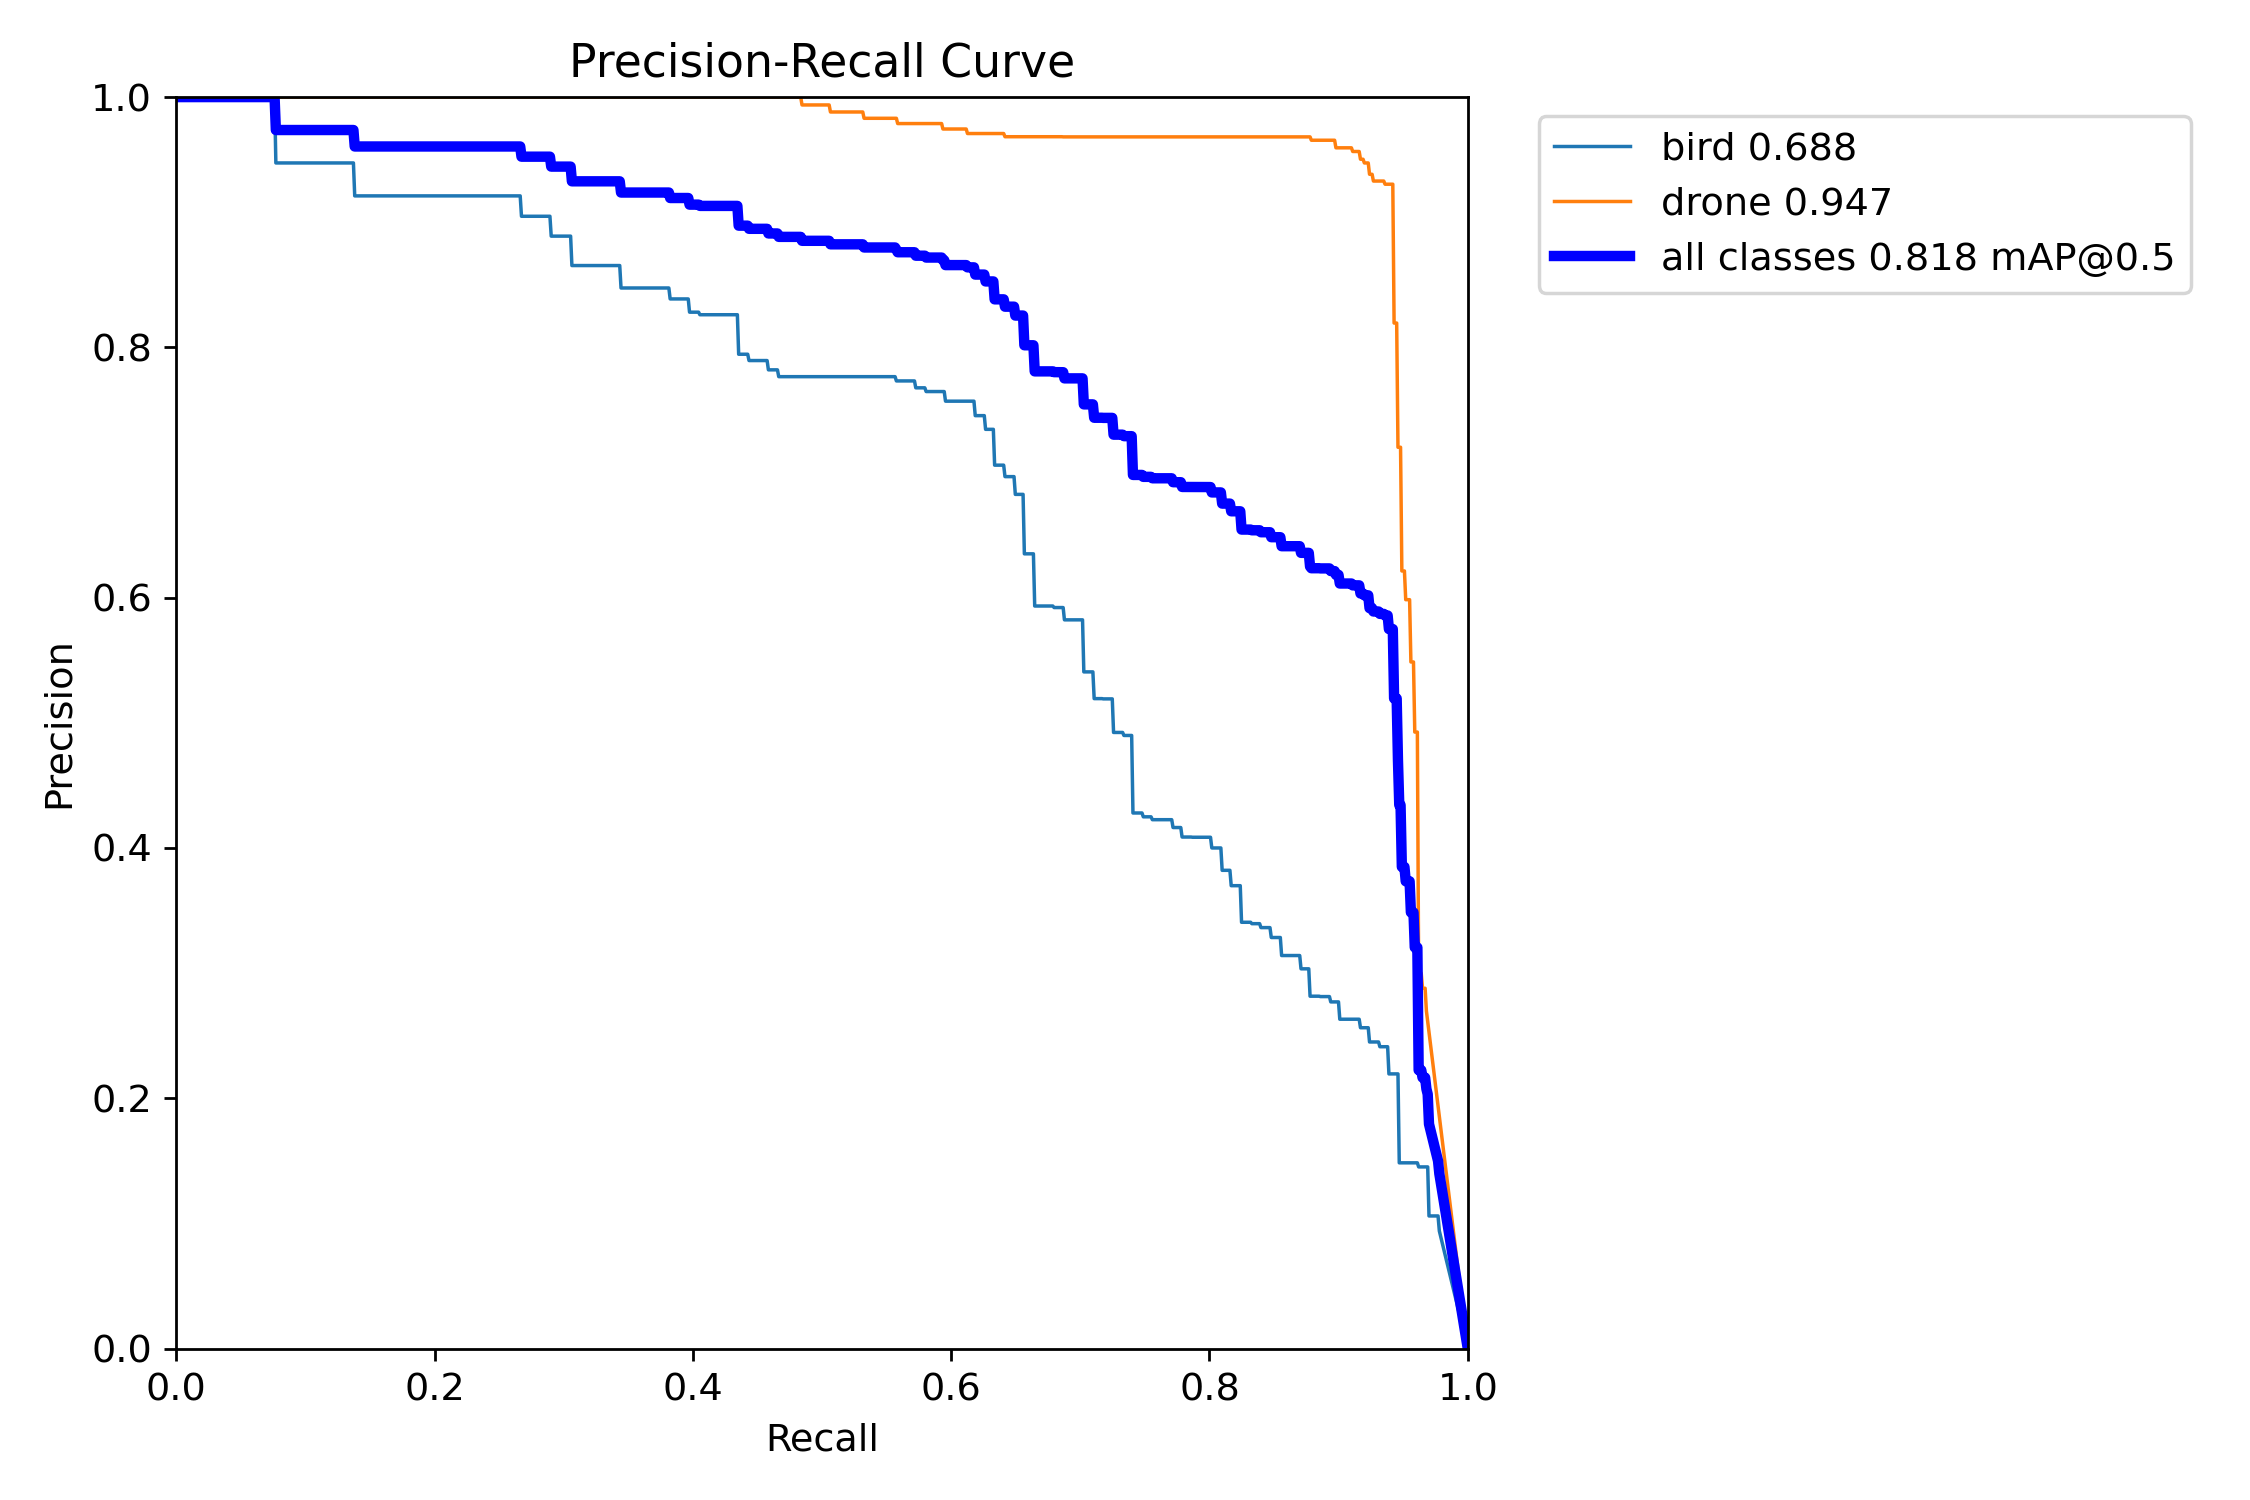 Precision-Recall Curve
1.0
0.8
0.6
0.4
0.2
0.0
Precision
0.0 0.2 0.4 0.6 0.8 1.0
Recall
bird 0.688
drone 0.947
all classes 0.818 mAP@0.5